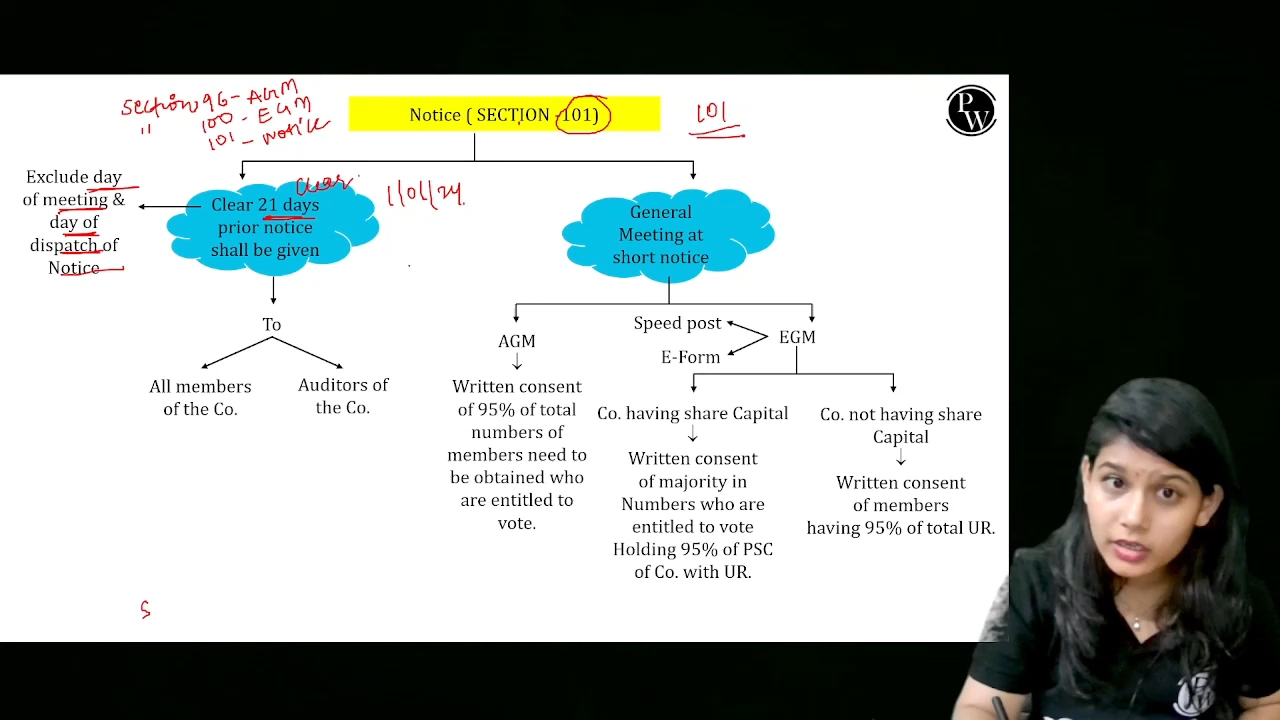 Section 96 - AGM
" 100 - EGM
101 - Notice
Notice ( SECTION -101)
101
PW
Exclude day
of meeting &
day of
dispatch of
Notice
Clear
Clear 21 days
prior notice
shall be given
1/01/24
General
Meeting at
short notice
To
All members
of the Co.
Auditors of
the Co.
AGM
↓
Written consent
of 95% of total
numbers of
members need to
be obtained who
are entitled to
vote.
Speed post
E-Form
EGM
Co. having share Capital
↓
Written consent
of majority in
Numbers who are
entitled to vote
Holding 95% of PSC
of Co. with UR.
Co. not having share
Capital
↓
Written consent
of members
having 95% of total UR.
S
PW